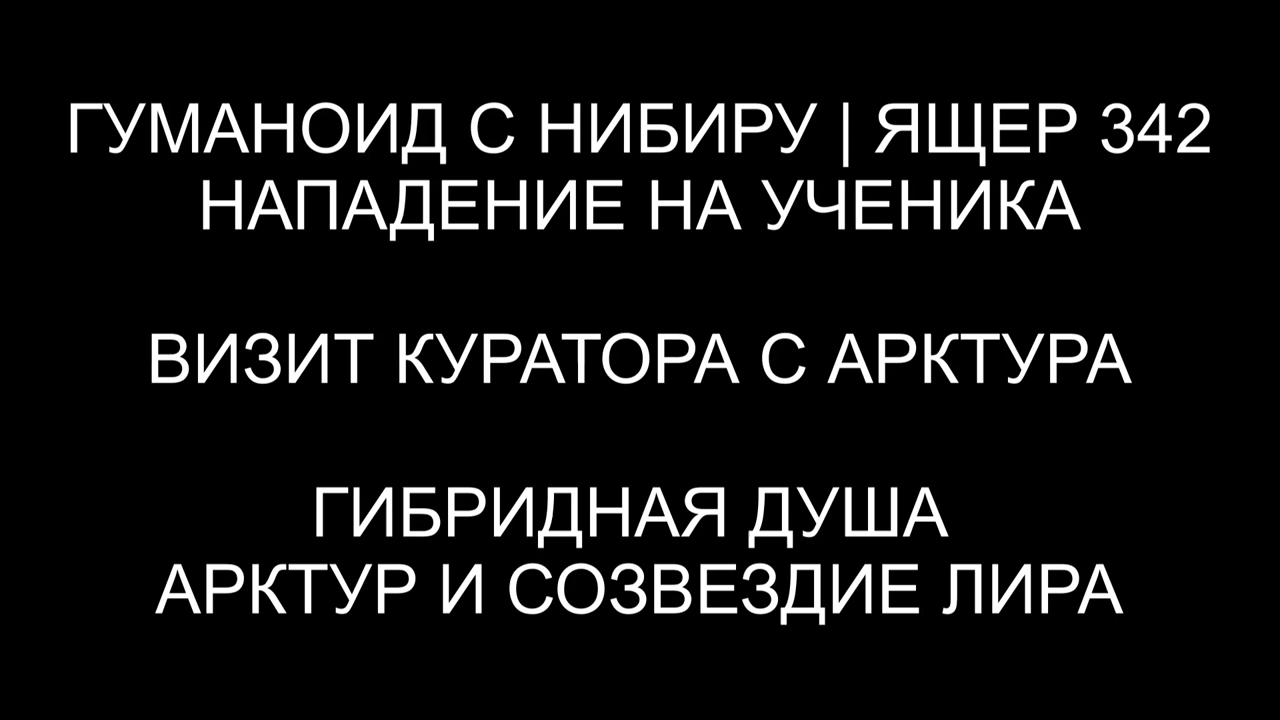 ГУМАНОИД С НИБИРУ | ЯЩЕР 342
НАПАДЕНИЕ НА УЧЕНИКА
ВИЗИТ КУРАТОРА С АРКТУРА
ГИБРИДНАЯ ДУША
АРКТУР И СОЗВЕЗДИЕ ЛИРА